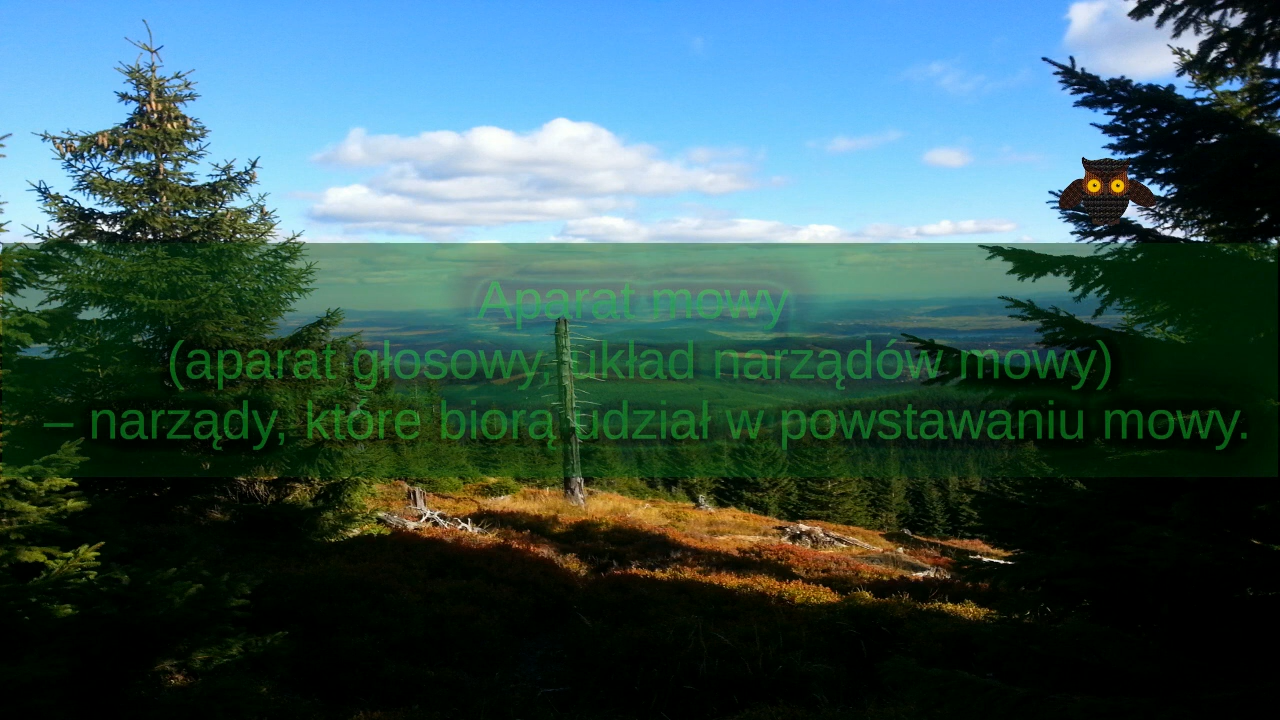 Aparat mowy
(aparat głosowy, układ narządów mowy)
– narządy, które biorą udział w powstawaniu mowy.